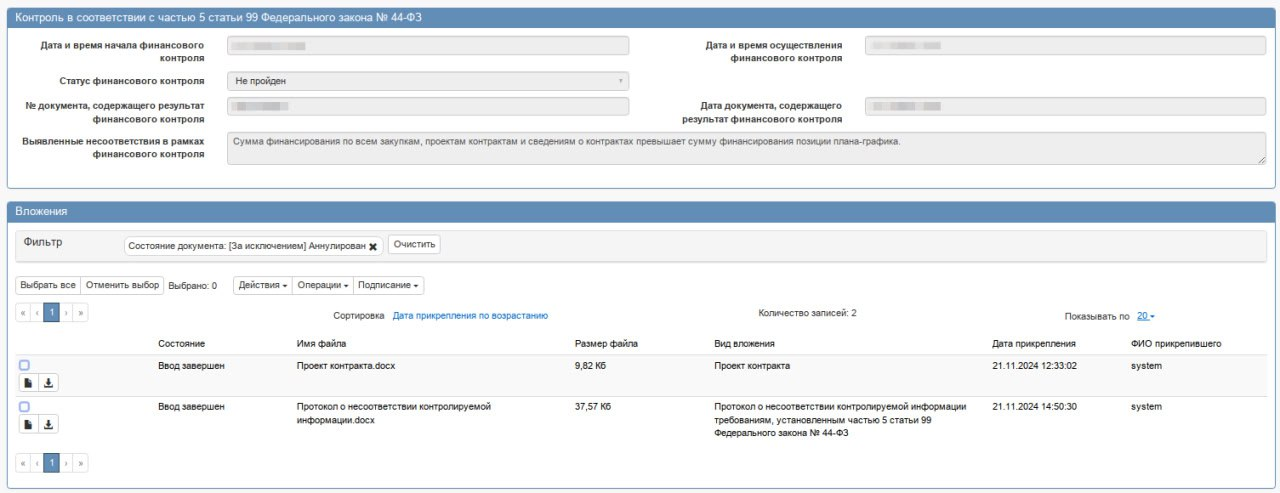 Контроль в соответствии с частью 5 статьи 99 Федерального закона № 44-ФЗ
Дата и время начала финансового
контроля
Дата и время осуществления
финансового контроля
Статус финансового контроля
Не пройден
№ документа, содержащего результат
финансового контроля
Дата документа, содержащего
результат финансового контроля
Выявленные несоответствия в рамках
финансового контроля
Сумма финансирования по всем закупкам, проектам контрактам и сведениям о контрактах превышает сумму финансирования позиции плана-графика.
Вложения
Фильтр
Состояние документа: [За исключением] Аннулирован ✖
Очистить
Выбрать все Отменить выбор Выбрано: 0 Действия Операции Подписание
« ‹ 1 › »
Сортировка Дата прикрепления по возрастанию
Количество записей: 2
Показывать по 20
Состояние Имя файла Размер файла Вид вложения Дата прикрепления ФИО прикрепившего
Ввод завершен Проект контракта.docx 9,82 Кб Проект контракта 21.11.2024 12:33:02 system
Ввод завершен Протокол о несоответствии контролируемой 37,57 Кб Протокол о несоответствии контролируемой информации 21.11.2024 14:50:30 system
информации.docx требованиям, установленным частью 5 статьи 99
Федерального закона № 44-ФЗ
« ‹ 1 › »